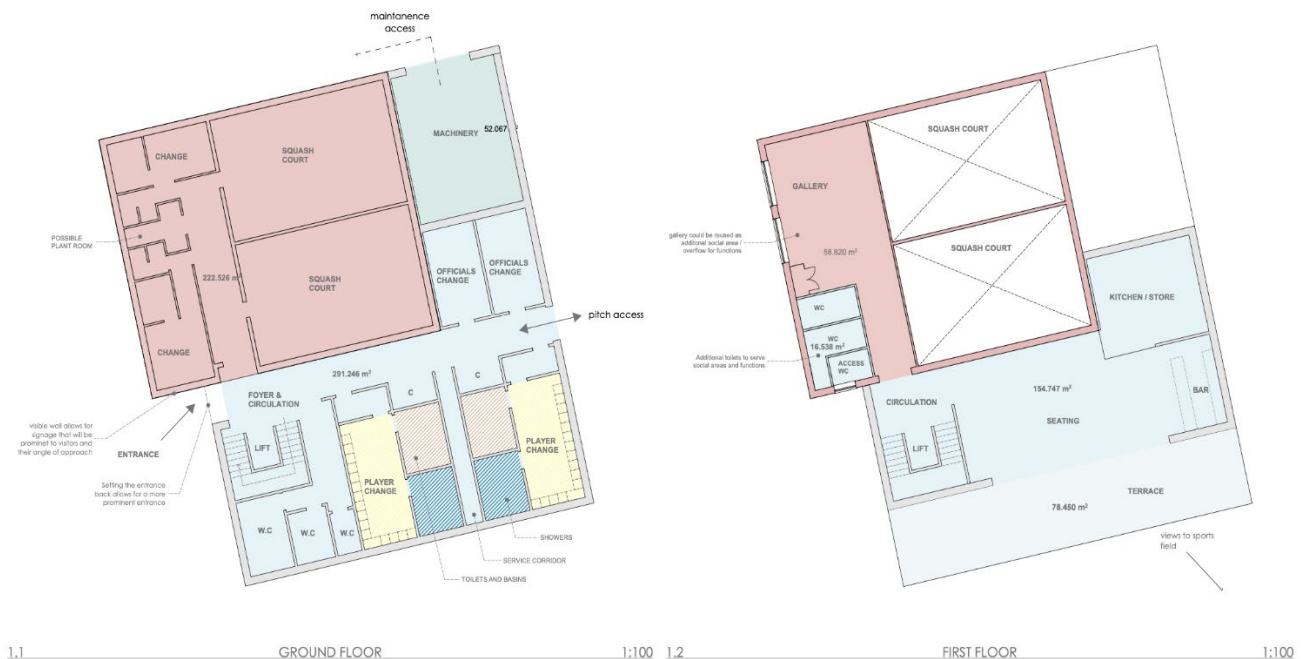 maintanence
access
MACHINERY
52.067
CHANGE
SQUASH
COURT
POSSIBLE
PLANT ROOM
222.526 m²
SQUASH
COURT
OFFICIALS
CHANGE
OFFICIALS
CHANGE
pitch access
CHANGE
291.246 m²
FOYER &
CIRCULATION
C
C
visible wall allows for
signage that will be
prominet to visitors and
their angle of approach
ENTRANCE
LIFT
Setting the entrance
back allows for a more
prominent entrance
PLAYER
CHANGE
PLAYER
CHANGE
W.C
W.C
W.C
SHOWERS
SERVICE CORRIDOR
TOILETS AND BASINS
1.1
GROUND FLOOR
1:100
SQUASH COURT
GALLERY
gallery could be reused as
additonal social area /
overflow for functions
56.820 m²
SQUASH COURT
KITCHEN / STORE
WC
WC
16.538 m²
ACCESS
WC
Additional toilets to serve
social areas and functions
154.747 m²
BAR
CIRCULATION
SEATING
LIFT
TERRACE
78.450 m²
views to sports
field
1.2
FIRST FLOOR
1:100